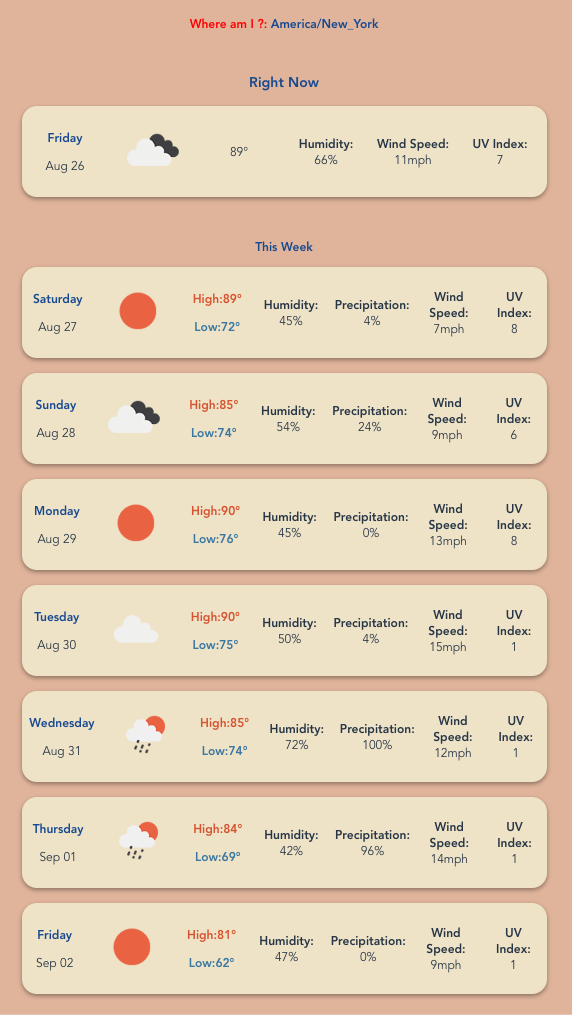 Where am I ?: America/New_York
Right Now
Friday
Aug 26
89°
Humidity:
66%
Wind Speed:
11mph
UV Index:
7
This Week
Saturday
Aug 27
High:89°
Low:72°
Humidity:
45%
Precipitation:
4%
Wind
Speed:
7mph
UV
Index:
8
Sunday
Aug 28
High:85°
Low:74°
Humidity:
54%
Precipitation:
24%
Wind
Speed:
9mph
UV
Index:
6
Monday
Aug 29
High:90°
Low:76°
Humidity:
45%
Precipitation:
0%
Wind
Speed:
13mph
UV
Index:
8
Tuesday
Aug 30
High:90°
Low:75°
Humidity:
50%
Precipitation:
4%
Wind
Speed:
15mph
UV
Index:
1
Wednesday
Aug 31
High:85°
Low:74°
Humidity:
72%
Precipitation:
100%
Wind
Speed:
12mph
UV
Index:
1
Thursday
Sep 01
High:84°
Low:69°
Humidity:
42%
Precipitation:
96%
Wind
Speed:
14mph
UV
Index:
1
Friday
Sep 02
High:81°
Low:62°
Humidity:
47%
Precipitation:
0%
Wind
Speed:
9mph
UV
Index:
1